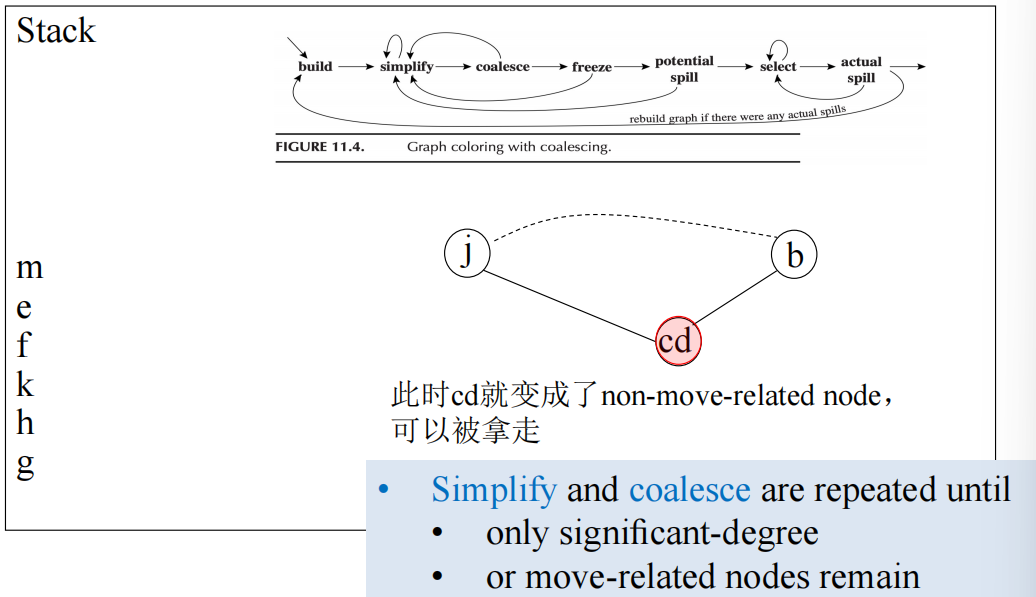 Stack
build simplify coalesce freeze potential spill select actual spill
rebuild graph if there were any actual spills
FIGURE 11.4. Graph coloring with coalescing.
j
b
cd
m
e
f
k
h
g
此时cd就变成了non-move-related node，
可以被拿走
• Simplify and coalesce are repeated until
• only significant-degree
• or move-related nodes remain